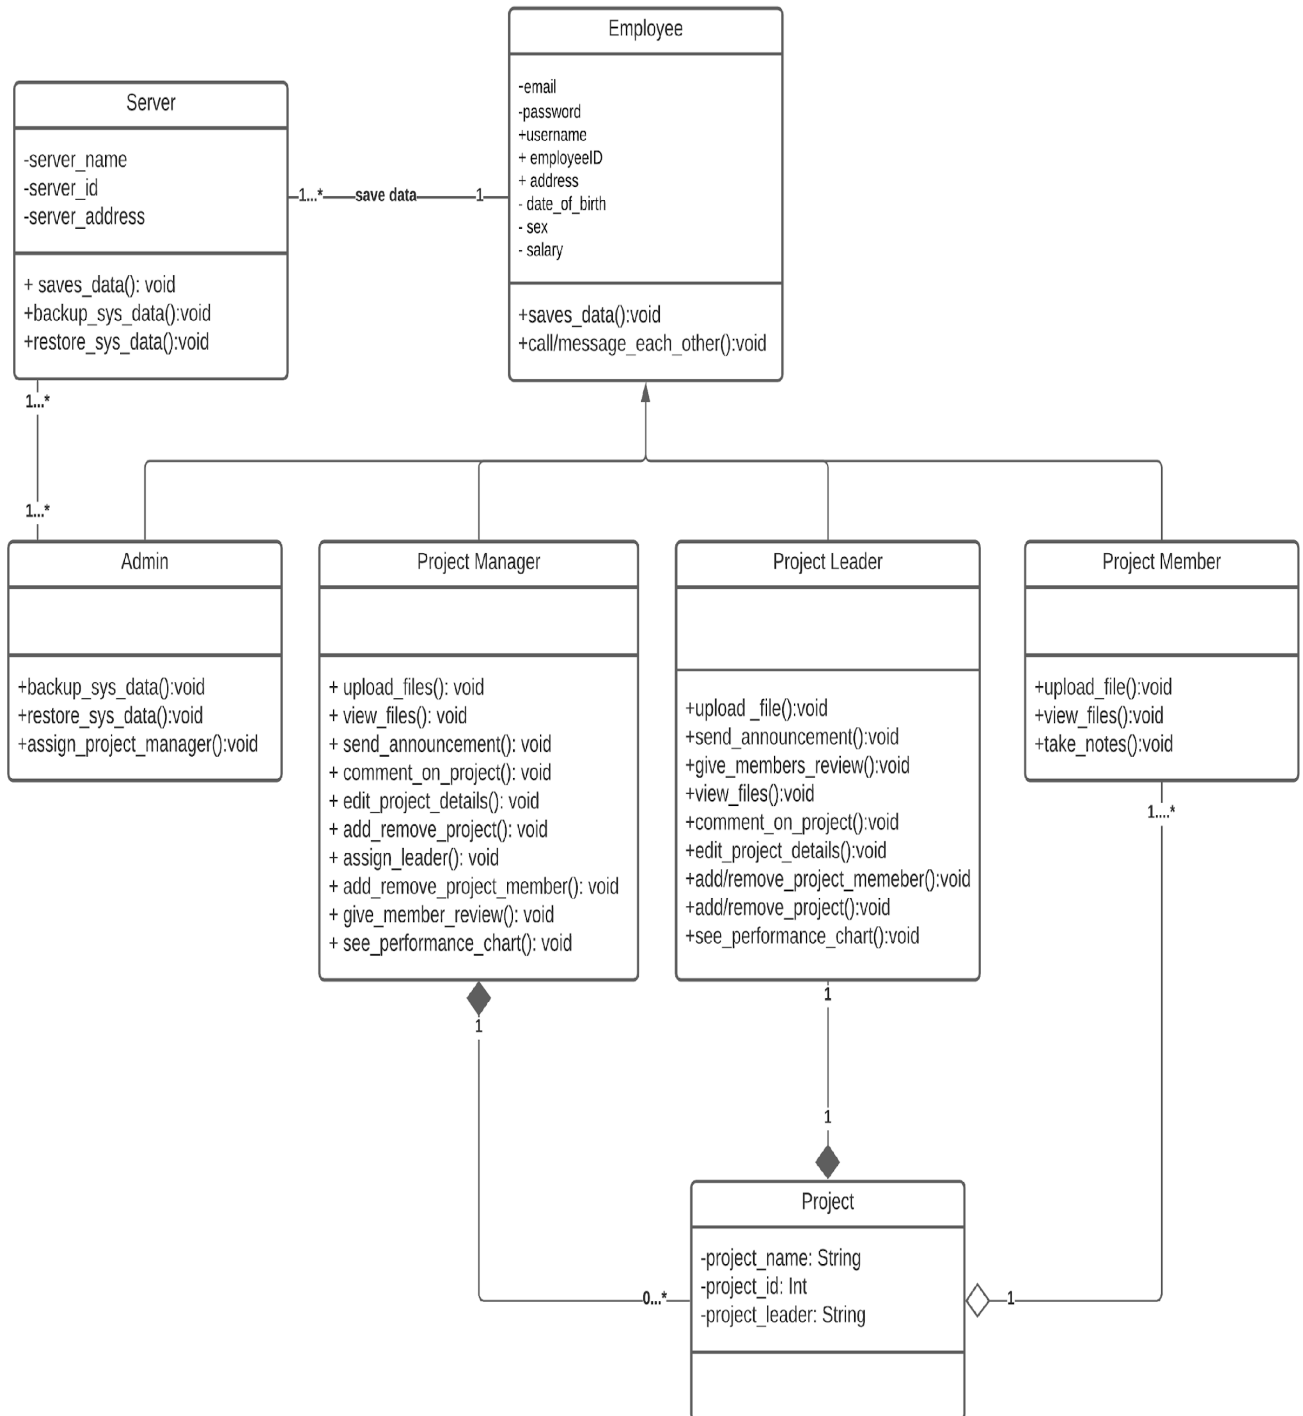 Employee
-email
-password
+username
+ employeeID
+ address
- date_of_birth
- sex
- salary
+saves_data():void
+call/message_each_other():void
Server
-server_name
-server_id
-server_address
+ saves_data(): void
+backup_sys_data():void
+restore_sys_data():void
1...*
save data
1
1...*
1...*
Admin
+backup_sys_data():void
+restore_sys_data():void
+assign_project_manager():void
Project Manager
+ upload_files(): void
+ view_files(): void
+ send_announcement(): void
+ comment_on_project(): void
+ edit_project_details(): void
+ add_remove_project(): void
+ assign_leader(): void
+ add_remove_project_member(): void
+ give_member_review(): void
+ see_performance_chart(): void
Project Leader
+upload _file():void
+send_announcement():void
+give_members_review():void
+view_files():void
+comment_on_project():void
+edit_project_details():void
+add/remove_project_memeber():void
+add/remove_project():void
+see_performance_chart():void
Project Member
+upload_file():void
+view_files():void
+take_notes():void
1....*
1
1
1
Project
-project_name: String
-project_id: Int
-project_leader: String
0...*
1